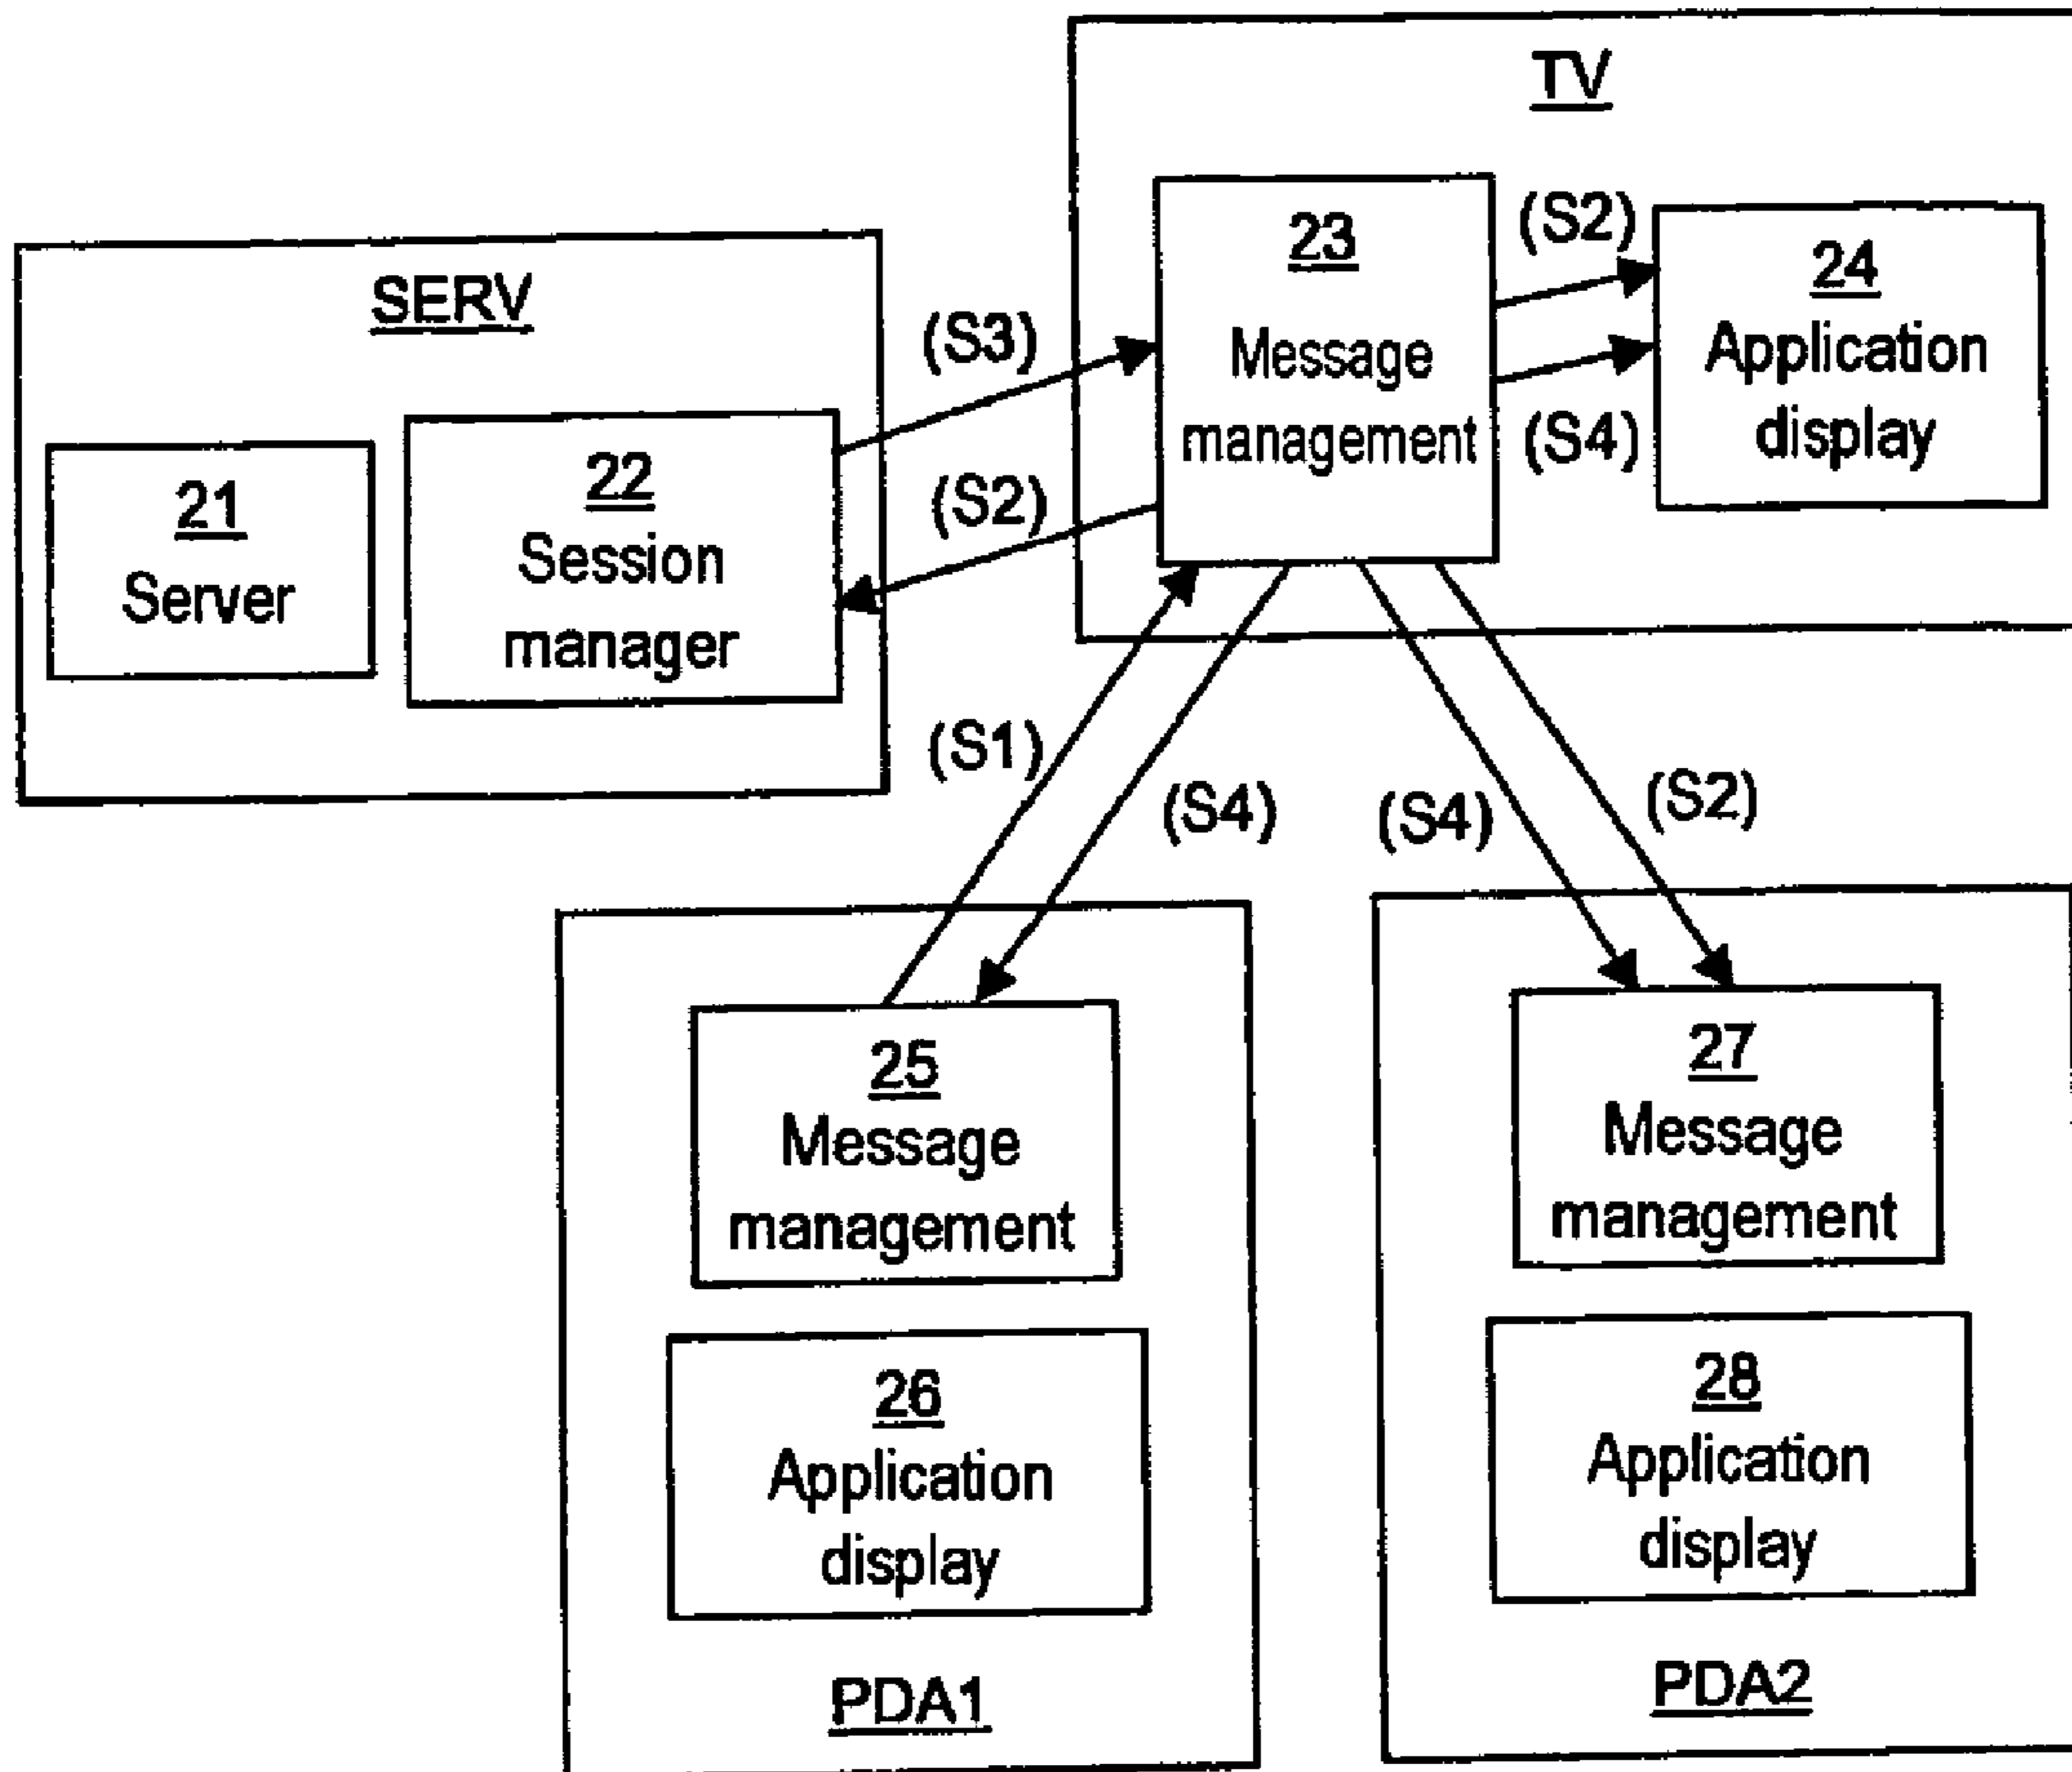 TV
23
Message
management
(S2)
(S4)
24
Application
display
SERV
21
Server
22
Session
manager
(S3)
(S2)
(S1)
(S4)
(S4)
(S2)
25
Message
management
26
Application
display
PDA1
27
Message
management
28
Application
display
PDA2